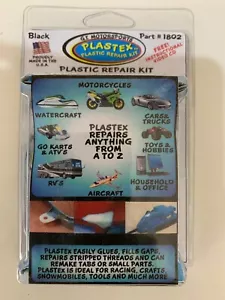 Black
G.T. MOTORSPORTS
Part # 1802
PLASTEX
PLASTIC REPAIR KIT
PROUDLY
MADE IN THE
U.S.A.
FREE
INSTRUCTIONAL
VIDEO CD
PLASTIC REPAIR KIT
MOTORCYCLES
WATERCRAFT
CARS &
TRUCKS
PLASTEX
REPAIRS
ANYTHING
FROM
A TO Z
GO KARTS
& ATV'S
TOYS &
HOBBIES
RV'S
AIRCRAFT
HOUSEHOLD
& OFFICE
PLASTEX EASILY GLUES, FILLS GAPS,
REPAIRS STRIPPED THREADS AND CAN
REMAKE TABS OR SMALL PARTS.
PLASTEX IS IDEAL FOR RACING, CRAFTS,
SNOWMOBILES, TOOLS AND MUCH MORE